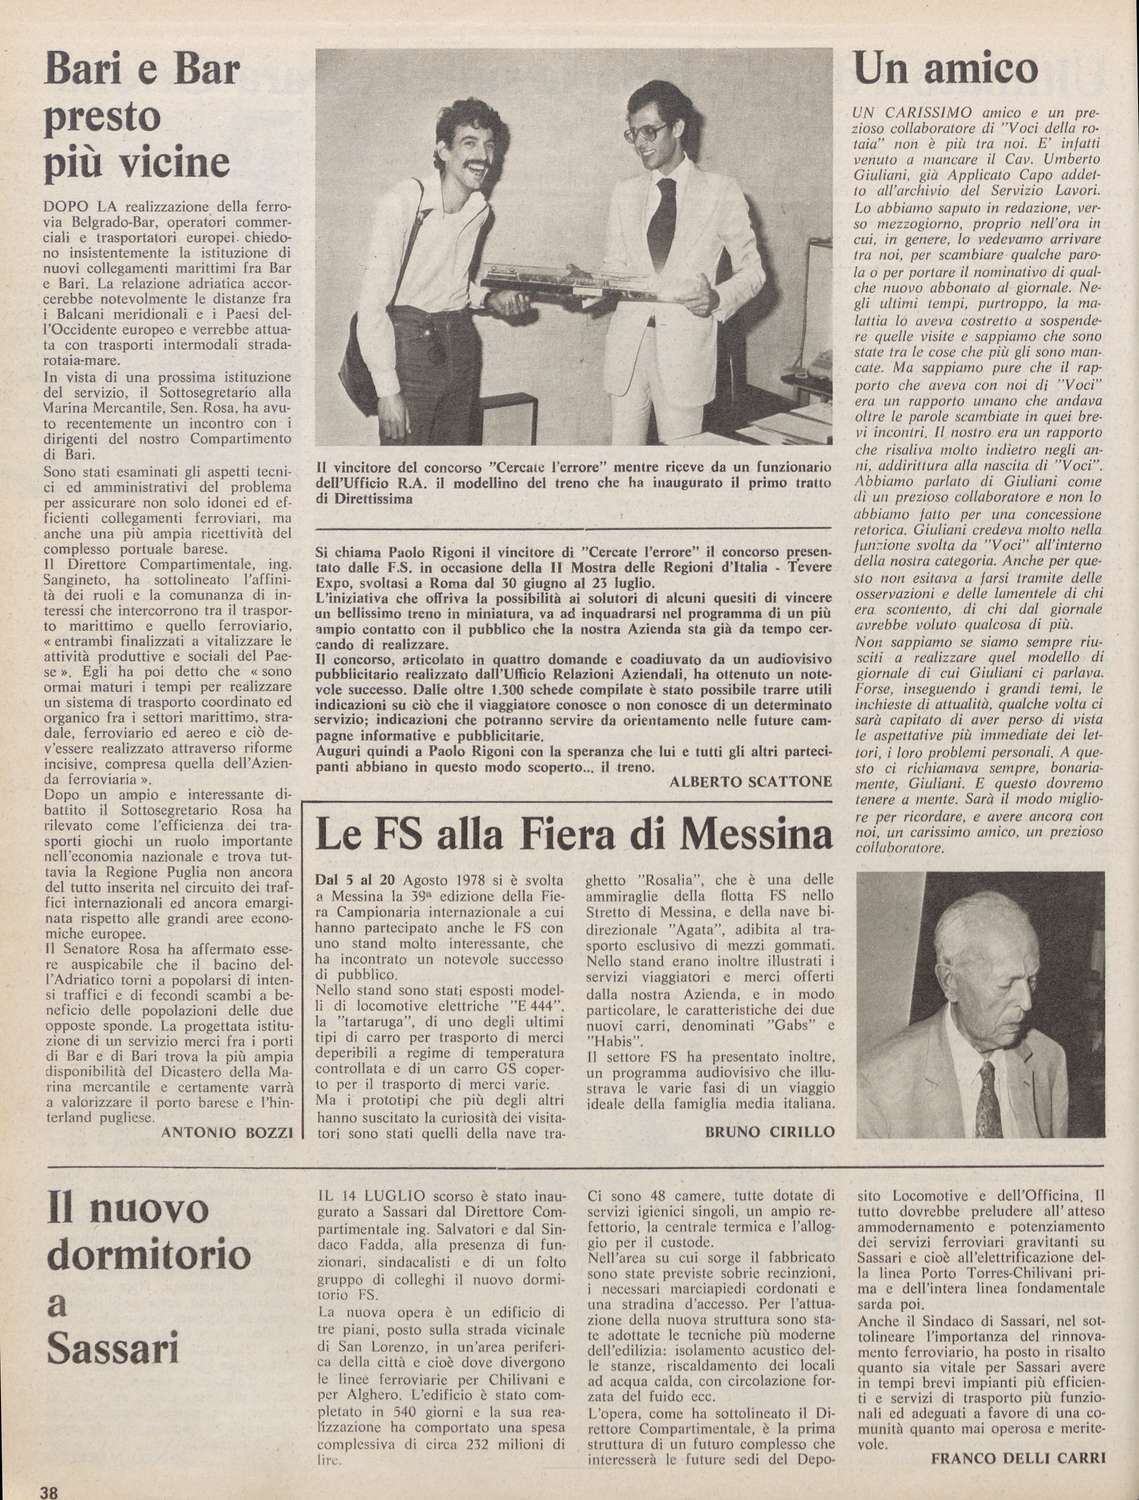 Bari e Bar
presto
più vicine
DOPO LA realizzazione della ferro-
via Belgrado-Bar, operatori commer-
ciali e trasportatori europei chiedo-
no insistentemente la istituzione di
nuovi collegamenti marittimi fra Bar
e Bari. La relazione adriatica accor-
cerebbe notevolmente le distanze fra
i Balcani meridionali e i Paesi del-
l'Occidente europeo e verrebbe attua-
ta con trasporti intermodali strada-
rotaia-mare.
In vista di una prossima istituzione
del servizio, il Sottosegretario alla
Marina Mercantile, Sen. Rosa, ha avu-
to recentemente un incontro con i
dirigenti del nostro Compartimento
di Bari.
Sono stati esaminati gli aspetti tecni-
ci ed amministrativi del problema
per assicurare non solo idonei ed ef-
ficienti collegamenti ferroviari, ma
anche una più ampia ricettività del
complesso portuale barese.
Il Direttore Compartimentale, ing.
Sangineto, ha sottolineato l'affini-
tà dei ruoli e la comunanza di in-
teressi che intercorrono tra il traspor-
to marittimo e quello ferroviario,
« entrambi finalizzati a vitalizzare le
attività produttive e sociali del Pae-
se ». Egli ha poi detto che « sono
ormai maturi i tempi per realizzare
un sistema di trasporto coordinato ed
organico fra i settori marittimo, stra-
dale, ferroviario ed aereo e ciò de-
v'essere realizzato attraverso riforme
incisive, compresa quella dell'Azien-
da ferroviaria ».
Dopo un ampio e interessante di-
battito il Sottosegretario Rosa ha
rilevato come l'efficienza dei tra-
sporti giochi un ruolo importante
nell'economia nazionale e trova tut-
tavia la Regione Puglia non ancora
del tutto inserita nel circuito dei traf-
fici internazionali ed ancora emargi-
nata rispetto alle grandi aree econo-
miche europee.
Il Senatore Rosa ha affermato esse-
re auspicabile che il bacino del-
l'Adriatico torni a popolarsi di inten-
si traffici e di fecondi scambi a be-
neficio delle popolazioni delle due
opposte sponde. La progettata istitu-
zione di un servizio merci fra i porti
di Bar e di Bari trova la più ampia
disponibilità del Dicastero della Ma-
rina mercantile e certamente varrà
a valorizzare il porto barese e l'hin-
terland pugliese.
ANTONIO BOZZI
Il vincitore del concorso "Cercate l'errore" mentre riceve da un funzionario
dell'Ufficio R.A. il modellino del treno che ha inaugurato il primo tratto
di Direttissima
Si chiama Paolo Rigoni il vincitore di "Cercate l'errore" il concorso presen-
tato dalle F.S. in occasione della II Mostra delle Regioni d'Italia - Tevere
Expo, svoltasi a Roma dal 30 giugno al 23 luglio.
L'iniziativa che offriva la possibilità ai solutori di alcuni quesiti di vincere
un bellissimo treno in miniatura, va ad inquadrarsi nel programma di un più
ampio contatto con il pubblico che la nostra Azienda sta già da tempo cer-
cando di realizzare.
Il concorso, articolato in quattro domande e coadiuvato da un audiovisivo
pubblicitario realizzato dall'Ufficio Relazioni Aziendali, ha ottenuto un note-
vole successo. Dalle oltre 1.300 schede compilate è stato possibile trarre utili
indicazioni su ciò che il viaggiatore conosce o non conosce di un determinato
servizio; indicazioni che potranno servire da orientamento nelle future cam-
pagne informative e pubblicitarie.
Auguri quindi a Paolo Rigoni con la speranza che lui e tutti gli altri parteci-
panti abbiano in questo modo scoperto... il treno.
ALBERTO SCATTONE
Le FS alla Fiera di Messina
Dal 5 al 20 Agosto 1978 si è svolta
a Messina la 39ª edizione della Fie-
ra Campionaria internazionale a cui
hanno partecipato anche le FS con
uno stand molto interessante, che
ha incontrato un notevole successo
di pubblico.
Nello stand sono stati esposti model-
li di locomotive elettriche "E 444",
la "tartaruga", di uno degli ultimi
tipi di carro per trasporto di merci
deperibili a regime di temperatura
controllata e di un carro GS coper-
to per il trasporto di merci varie.
Ma i prototipi che più degli altri
hanno suscitato la curiosità dei visita-
tori sono stati quelli della nave tra-
ghetto "Rosalia", che è una delle
ammiraglie della flotta FS nello
Stretto di Messina, e della nave bi-
direzionale "Agata", adibita al tra-
sporto esclusivo di mezzi gommati.
Nello stand erano inoltre illustrati i
servizi viaggiatori e merci offerti
dalla nostra Azienda, e in modo
particolare, le caratteristiche dei due
nuovi carri, denominati "Gabs" e
"Habis".
Il settore FS ha presentato inoltre,
un programma audiovisivo che illu-
strava le varie fasi di un viaggio
ideale della famiglia media italiana.
BRUNO CIRILLO
Un amico
UN CARISSIMO amico e un pre-
zioso collaboratore di "Voci della ro-
taia" non è più tra noi. E' infatti
venuto a mancare il Cav. Umberto
Giuliani, già Applicato Capo addet-
to all'archivio del Servizio Lavori.
Lo abbiamo saputo in redazione, ver-
so mezzogiorno, proprio nell'ora in
cui, in genere, lo vedevamo arrivare
tra noi, per scambiare qualche paro-
la o per portare il nominativo di qual-
che nuovo abbonato al giornale. Ne-
gli ultimi tempi, purtroppo, la ma-
lattia lo aveva costretto a sospende-
re quelle visite e sappiamo che sono
state tra le cose che più gli sono man-
cate. Ma sappiamo pure che il rap-
porto che aveva con noi di "Voci"
era un rapporto umano che andava
oltre le parole scambiate in quei bre-
vi incontri. Il nostro era un rapporto
che risaliva molto indietro negli an-
ni, addirittura alla nascita di "Voci".
Abbiamo parlato di Giuliani come
di un prezioso collaboratore e non lo
abbiamo fatto per una concessione
retorica. Giuliani credeva molto nella
funzione svolta da "Voci" all'interno
della nostra categoria. Anche per que-
sto non esitava a farsi tramite delle
osservazioni e delle lamentele di chi
era scontento, di chi dal giornale
avrebbe voluto qualcosa di più.
Non sappiamo se siamo sempre riu-
sciti a realizzare quel modello di
giornale di cui Giuliani ci parlava.
Forse, inseguendo i grandi temi, le
inchieste di attualità, qualche volta ci
sarà capitato di aver perso di vista
le aspettative più immediate dei let-
tori, i loro problemi personali. A que-
sto ci richiamava sempre, bonaria-
mente, Giuliani. E questo dovremo
tenere a mente. Sarà il modo miglio-
re per ricordare, e avere ancora con
noi, un carissimo amico, un prezioso
collaboratore.
Il nuovo
dormitorio
a
Sassari
IL 14 LUGLIO scorso è stato inau-
gurato a Sassari dal Direttore Com-
partimentale ing. Salvatori e dal Sin-
daco Fadda, alla presenza di fun-
zionari, sindacalisti e di un folto
gruppo di colleghi il nuovo dormi-
torio FS.
La nuova opera è un edificio di
tre piani, posto sulla strada vicinale
di San Lorenzo, in un'area periferi-
ca della città e cioè dove divergono
le linee ferroviarie per Chilivani e
per Alghero. L'edificio è stato com-
pletato in 540 giorni e la sua rea-
lizzazione ha comportato una spesa
complessiva di circa 232 milioni di
lire.
Ci sono 48 camere, tutte dotate di
servizi igienici singoli, un ampio re-
fettorio, la centrale termica e l'allog-
gio per il custode.
Nell'area su cui sorge il fabbricato
sono state previste sobrie recinzioni,
i necessari marciapiedi cordonati e
una stradina d'accesso. Per l'attua-
zione della nuova struttura sono sta-
te adottate le tecniche più moderne
dell'edilizia: isolamento acustico del-
le stanze, riscaldamento dei locali
ad acqua calda, con circolazione for-
zata del fuido ecc.
L'opera, come ha sottolineato il Di-
rettore Compartimentale, è la prima
struttura di un futuro complesso che
interesserà le future sedi del Depo-
sito Locomotive e dell'Officina. Il
tutto dovrebbe preludere all'atteso
ammodernamento e potenziamento
dei servizi ferroviari gravitanti su
Sassari e cioè all'elettrificazione del-
la linea Porto Torres-Chilivani pri-
ma e dell'intera linea fondamentale
sarda poi.
Anche il Sindaco di Sassari, nel sot-
tolineare l'importanza del rinnova-
mento ferroviario, ha posto in risalto
quanto sia vitale per Sassari avere
in tempi brevi impianti più efficien-
ti e servizi di trasporto più funzio-
nali ed adeguati a favore di una co-
munità quanto mai operosa e merite-
vole.
FRANCO DELLI CARRI
38